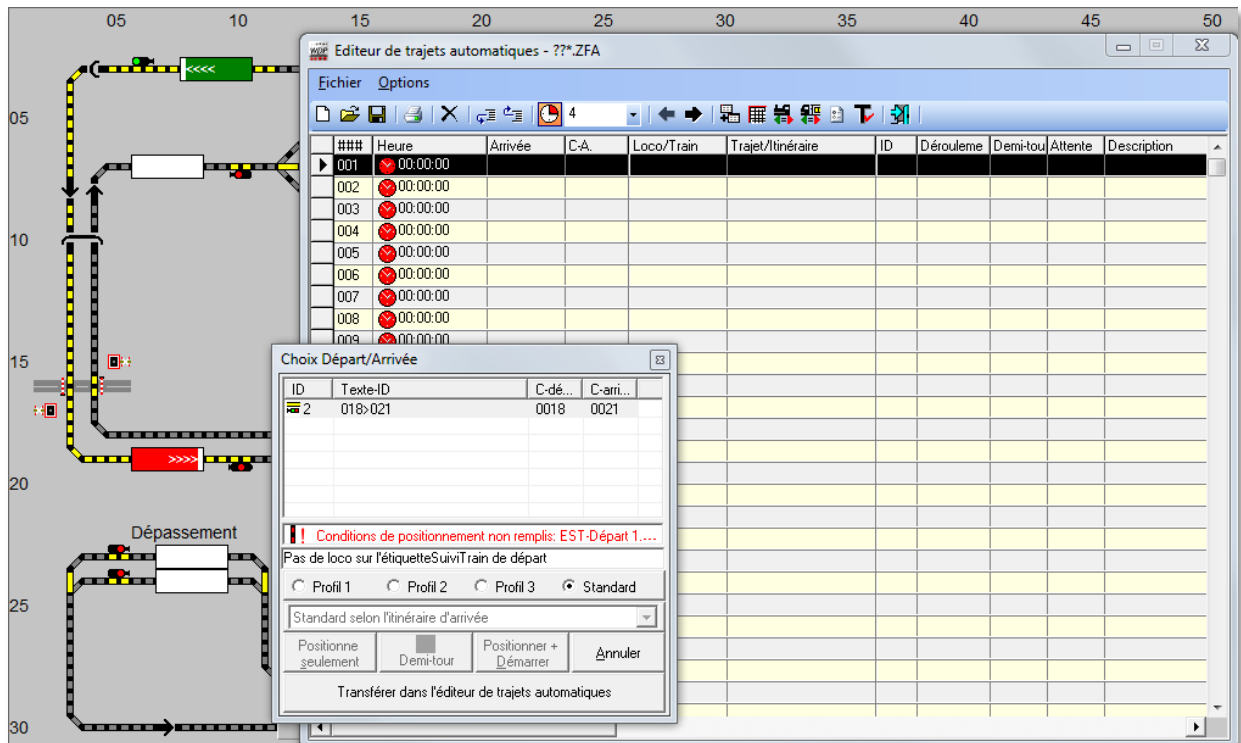 05 10 15 20 25 30 35 40 45 50
WDP Editeur de trajets automatiques - ??*.ZFA
<<<<
Fichier Options
05
4
### Heure Arrivée C-A. Loco/Train Trajet/Itinéraire ID Dérouleme Demi-tou Attente Description
001 00:00:00
002 00:00:00
003 00:00:00
004 00:00:00
10
005 00:00:00
006 00:00:00
007 00:00:00
008 00:00:00
009 00:00:00
15
Choix Départ/Arrivée
ID Texte-ID C-dé... C-arri...
2 018>021 0018 0021
>>>>
20
Dépassement
! Conditions de positionnement non remplis: EST-Départ 1....
Pas de loco sur l'étiquetteSuiviTrain de départ
Profil 1 Profil 2 Profil 3 Standard
25
Standard selon l'itinéraire d'arrivée
Positionne seulement
Demi-tour
Positionner + Démarrer
Annuler
Transférer dans l'éditeur de trajets automatiques
30